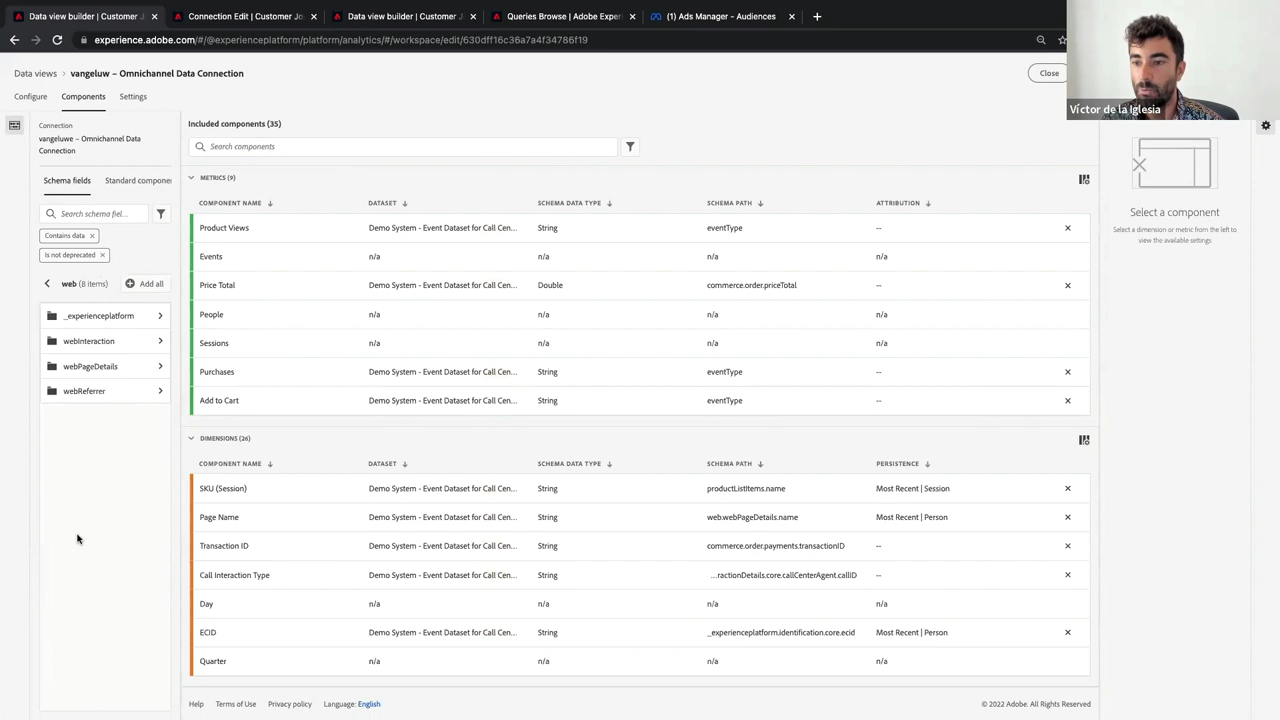 Data view builder | Customer J
Connection Edit | Customer Jo
Data view builder | Customer J
Queries Browse | Adobe Exper
Ads Manager - Audiences
experience.adobe.com/#/@experienceplatform/platform/analytics/#/workspace/edit/630dff16c36a7a4f34786f19
Data views > vangeluw – Omnichannel Data Connection
Close
Configure Components Settings
Víctor de la Iglesia
Connection
vangeluwe – Omnichannel Data
Connection
Schema fields Standard compone
Search schema fiel...
Contains data
Is not deprecated
web (8 items) Add all
_experienceplatform
webInteraction
webPageDetails
webReferrer
Included components (35)
Search components
METRICS (9)
COMPONENT NAME DATASET SCHEMA DATA TYPE SCHEMA PATH ATTRIBUTION
Product Views Demo System - Event Dataset for Call Cen... String eventType --
Events n/a n/a n/a n/a
Price Total Demo System - Event Dataset for Call Cen... Double commerce.order.priceTotal --
People n/a n/a n/a n/a
Sessions n/a n/a n/a n/a
Purchases Demo System - Event Dataset for Call Cen... String eventType --
Add to Cart Demo System - Event Dataset for Call Cen... String eventType --
DIMENSIONS (26)
COMPONENT NAME DATASET SCHEMA DATA TYPE SCHEMA PATH PERSISTENCE
SKU (Session) Demo System - Event Dataset for Call Cen... String productListItems.name Most Recent | Session
Page Name Demo System - Event Dataset for Call Cen... String web.webPageDetails.name Most Recent | Person
Transaction ID Demo System - Event Dataset for Call Cen... String commerce.order.payments.transactionID --
Call Interaction Type Demo System - Event Dataset for Call Cen... String ...ractionDetails.core.callCenterAgent.callID --
Day n/a n/a n/a n/a
ECID Demo System - Event Dataset for Call Cen... String _experienceplatform.identification.core.ecid Most Recent | Person
Quarter n/a n/a n/a n/a
Select a component
Select a dimension or metric from the left to
view the available settings
Help Terms of Use Privacy policy Language: English
© 2022 Adobe. All Rights Reserved